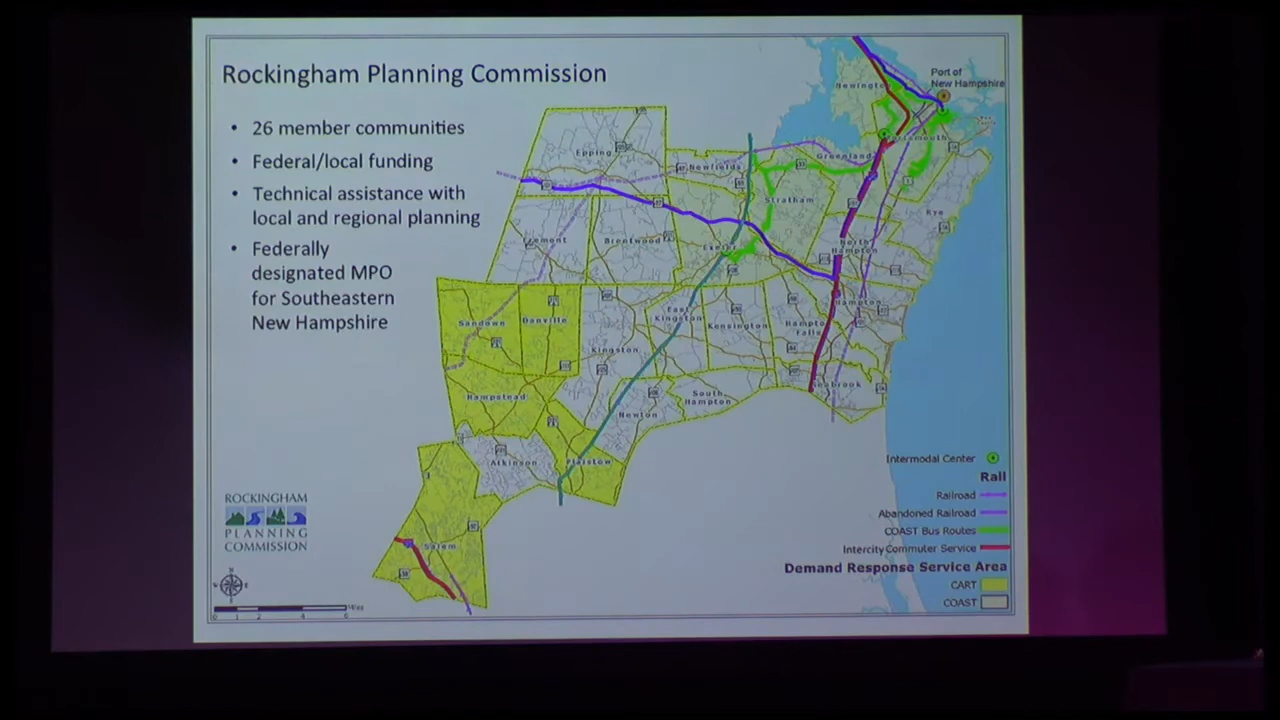 Rockingham Planning Commission
• 26 member communities
• Federal/local funding
• Technical assistance with
local and regional planning
• Federally
designated MPO
for Southeastern
New Hampshire
Port of
New Hampshire
Newington
Portsmouth
Greenland
Epping
Newfields
Stratham
Rye
Fremont
Brentwood
Exeter
North
Hampton
Sandown
Danville
East
Kingston
Kensington
Hampton
Falls
Hampton
Kingston
Seabrook
Hampstead
Newton
South
Hampton
Atkinson
Plaistow
Salem
ROCKINGHAM
PLANNING
COMMISSION
Miles
Intermodal Center
Rail
Railroad
Abandoned Railroad
COAST Bus Routes
Intercity Commuter Service
Demand Response Service Area
CART
COAST